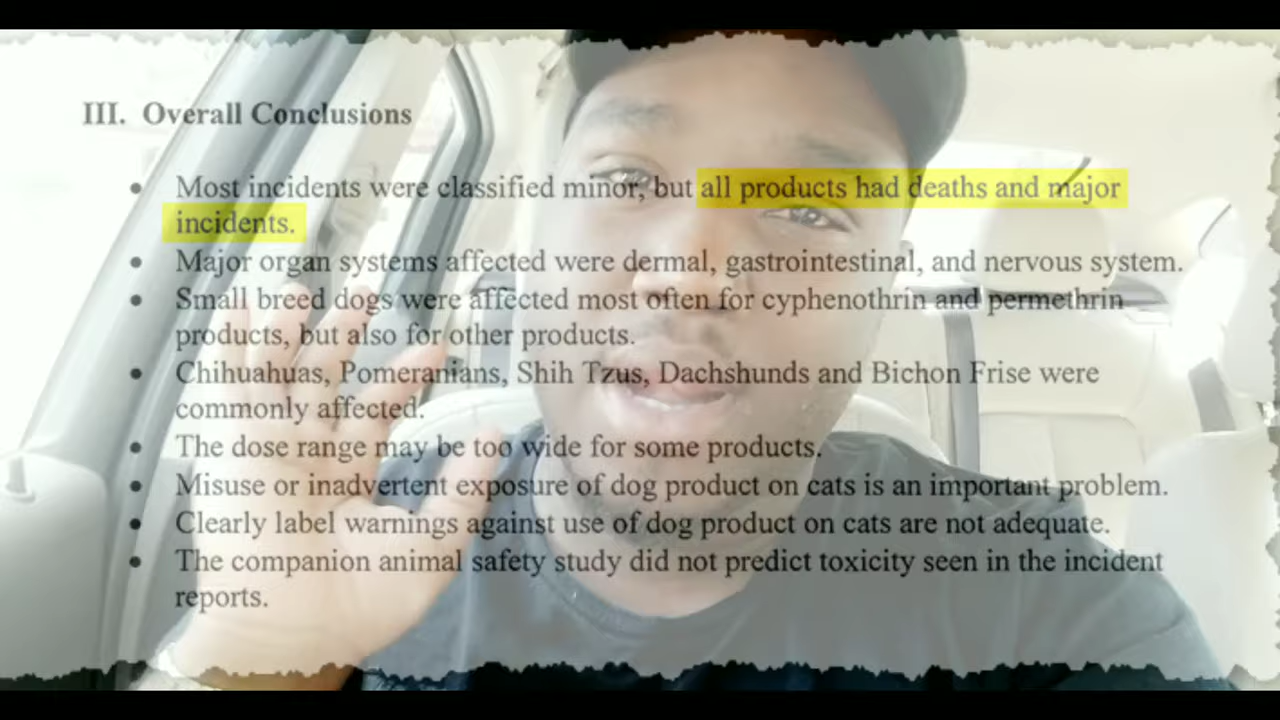 III. Overall Conclusions
• Most incidents were classified minor, but all products had deaths and major
incidents.
• Major organ systems affected were dermal, gastrointestinal, and nervous system.
• Small breed dogs were affected most often for cyphenothrin and permethrin
products, but also for other products.
• Chihuahuas, Pomeranians, Shih Tzus, Dachshunds and Bichon Frise were
commonly affected.
• The dose range may be too wide for some products.
• Misuse or inadvertent exposure of dog product on cats is an important problem.
• Clearly label warnings against use of dog product on cats are not adequate.
• The companion animal safety study did not predict toxicity seen in the incident
reports.